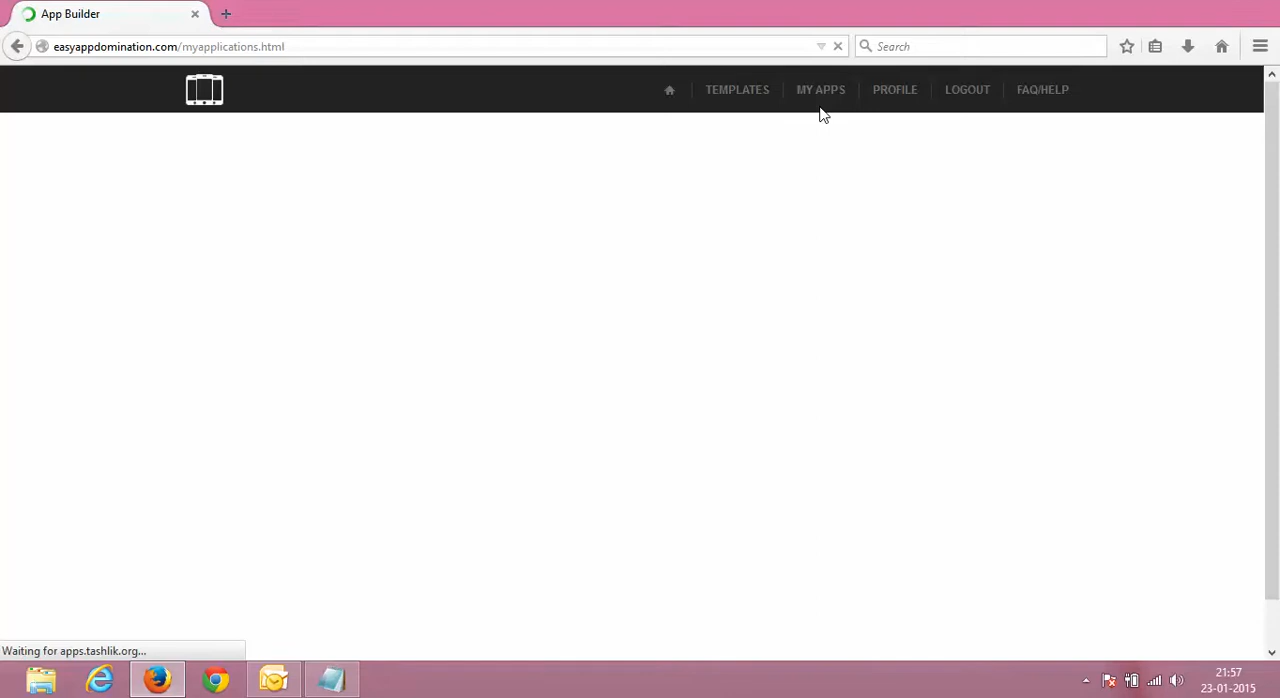 App Builder
easyappdomination.com/myapplications.html
Search
TEMPLATES MY APPS PROFILE LOGOUT FAQ/HELP
Waiting for apps.tashlik.org...
21:57
23-01-2015